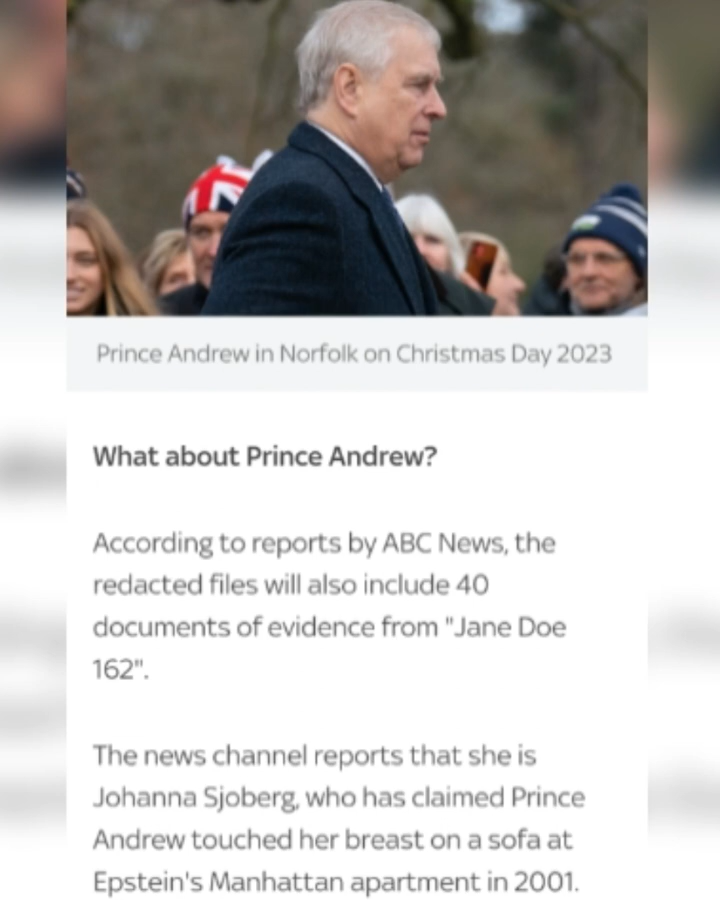 Prince Andrew in Norfolk on Christmas Day 2023
What about Prince Andrew?
According to reports by ABC News, the
redacted files will also include 40
documents of evidence from "Jane Doe
162".
The news channel reports that she is
Johanna Sjoberg, who has claimed Prince
Andrew touched her breast on a sofa at
Epstein's Manhattan apartment in 2001.